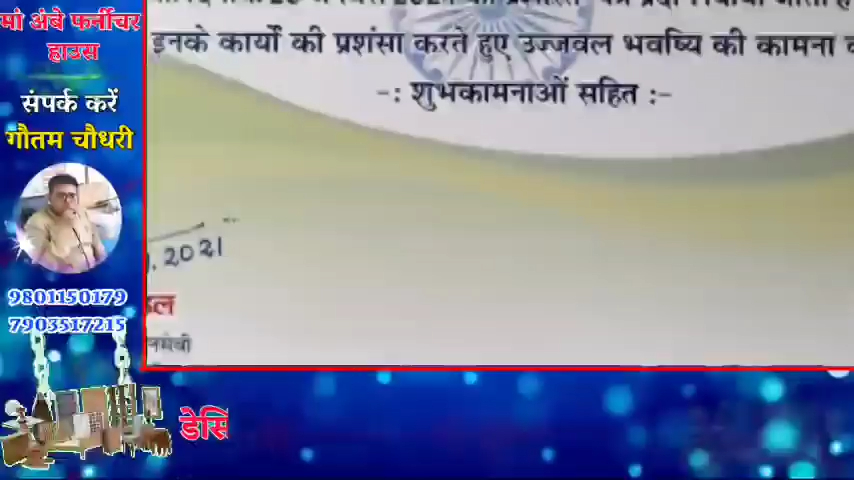 मां अंबे फर्नीचर
हाउस
संपर्क करें
गौतम चौधरी
9801150179
7903517215
इनके कार्यो की प्रशंसा करते हुए उज्जवल भवष्यि की कामना
-: शुभकामनाओं सहित :-
2021
डेसि